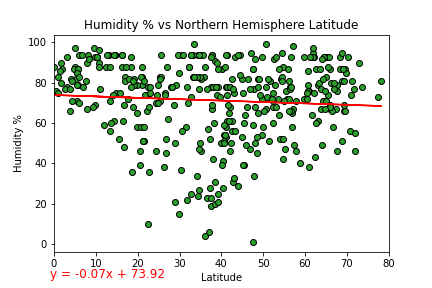 Humidity % vs Northern Hemisphere Latitude
100
80
60
40
20
0
Humidity %
0 10 20 30 40 50 60 70 80
Latitude
y = -0.07x + 73.92